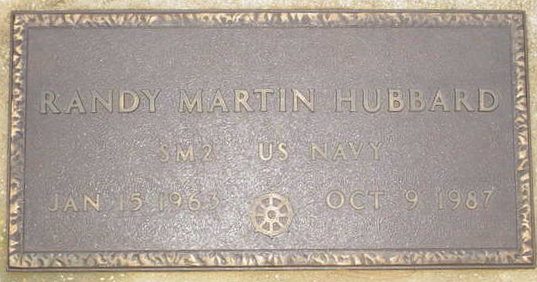 RANDY MARTIN HUBBARD
SM2 US NAVY
JAN 15 1963 OCT 9 1987